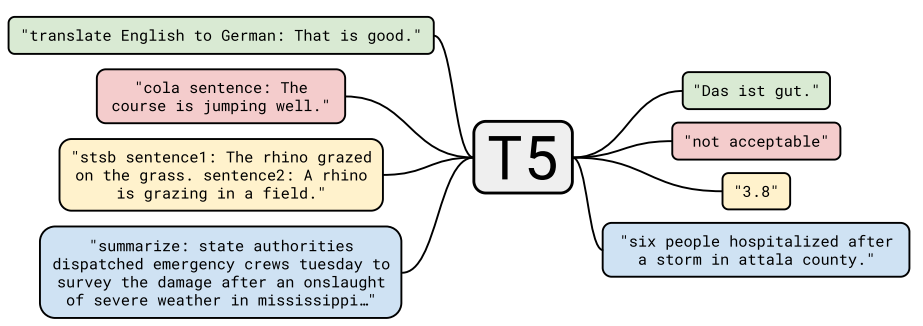 "translate English to German: That is good."
"cola sentence: The
course is jumping well."
"stsb sentence1: The rhino grazed
on the grass. sentence2: A rhino
is grazing in a field."
"summarize: state authorities
dispatched emergency crews tuesday to
survey the damage after an onslaught
of severe weather in mississippi…"
T5
"Das ist gut."
"not acceptable"
"3.8"
"six people hospitalized after
a storm in attala county."